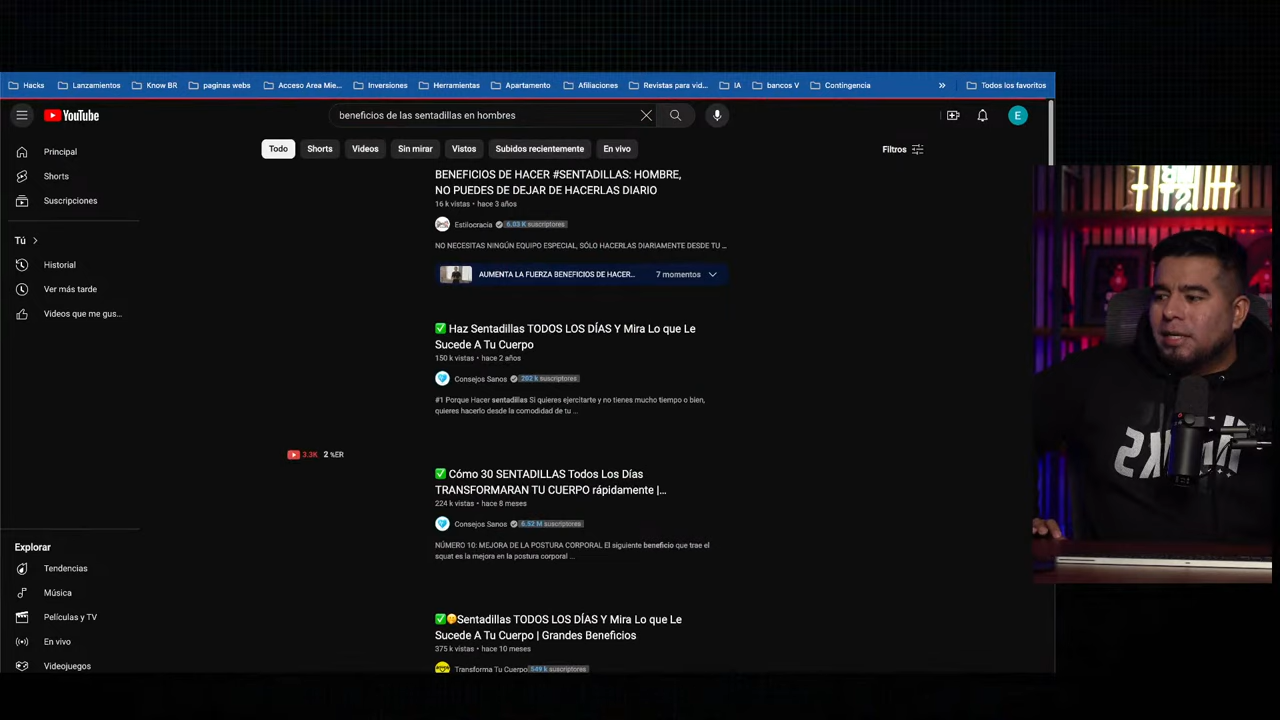 Hacks Lanzamientos Know BR paginas webs Acceso Area Mie... Inversiones Herramientas Apartamento Afiliaciones Revistas para vid... IA bancos V Contingencia » Todos los favoritos
YouTube
beneficios de las sentadillas en hombres
E
Todo Shorts Videos Sin mirar Vistos Subidos recientemente En vivo
Filtros
Principal
Shorts
Suscripciones
Tú
Historial
Ver más tarde
Videos que me gus...
Explorar
Tendencias
Música
Películas y TV
En vivo
Videojuegos
BENEFICIOS DE HACER #SENTADILLAS: HOMBRE,
NO PUEDES DE DEJAR DE HACERLAS DIARIO
16 k vistas • hace 3 años
Estilocracia 6.03 K suscriptores
NO NECESITAS NINGÚN EQUIPO ESPECIAL, SÓLO HACERLAS DIARIAMENTE DESDE TU ...
AUMENTA LA FUERZA BENEFICIOS DE HACER... 7 momentos
✅ Haz Sentadillas TODOS LOS DÍAS Y Mira Lo que Le
Sucede A Tu Cuerpo
150 k vistas • hace 2 años
Consejos Sanos 202 k suscriptores
#1 Porque Hacer sentadillas Si quieres ejercitarte y no tienes mucho tiempo o bien,
quieres hacerlo desde la comodidad de tu ...
3.3K 2 %ER
✅ Cómo 30 SENTADILLAS Todos Los Días
TRANSFORMARAN TU CUERPO rápidamente |...
224 k vistas • hace 8 meses
Consejos Sanos 6.52 M suscriptores
NÚMERO 10: MEJORA DE LA POSTURA CORPORAL El siguiente beneficio que trae el
squat es la mejora en la postura corporal ...
✅🤫Sentadillas TODOS LOS DÍAS Y Mira Lo que Le
Sucede A Tu Cuerpo | Grandes Beneficios
375 k vistas • hace 10 meses
Transforma Tu Cuerpo 549 k suscriptores